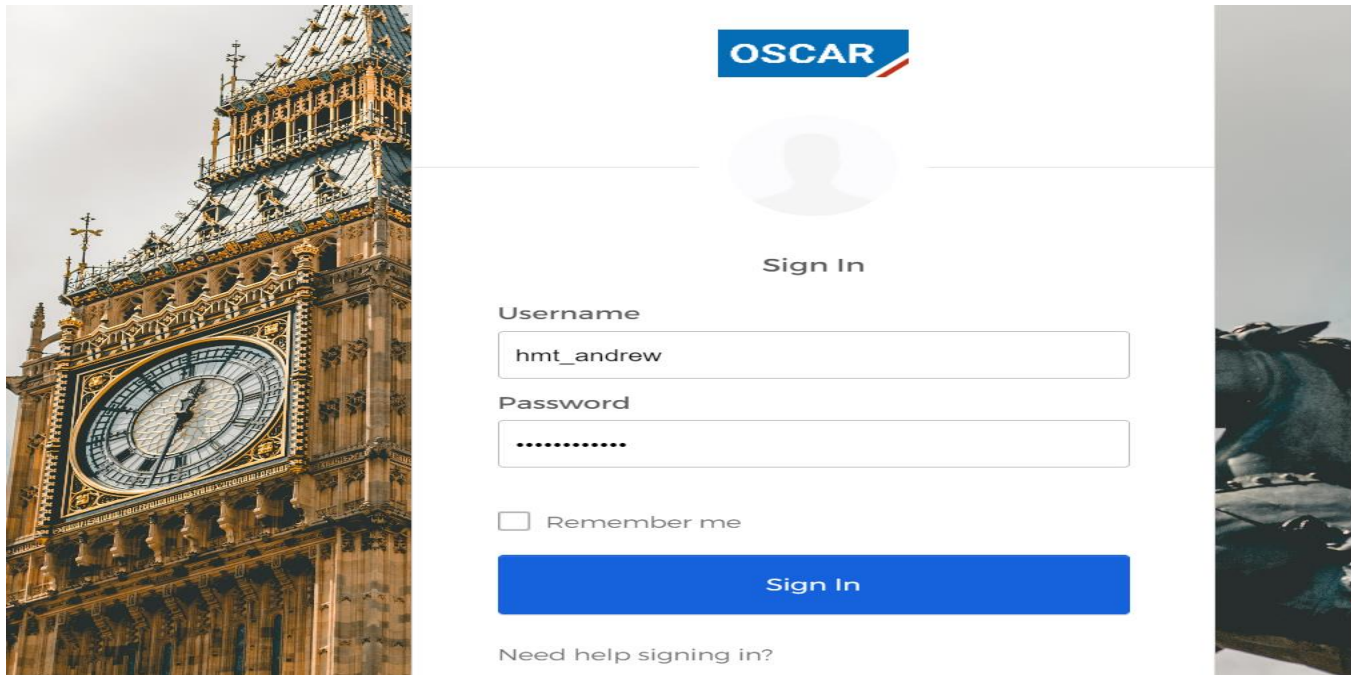 OSCAR
Sign In
Username
hmt_andrew
Password
••••••••••••
Remember me
Sign In
Need help signing in?